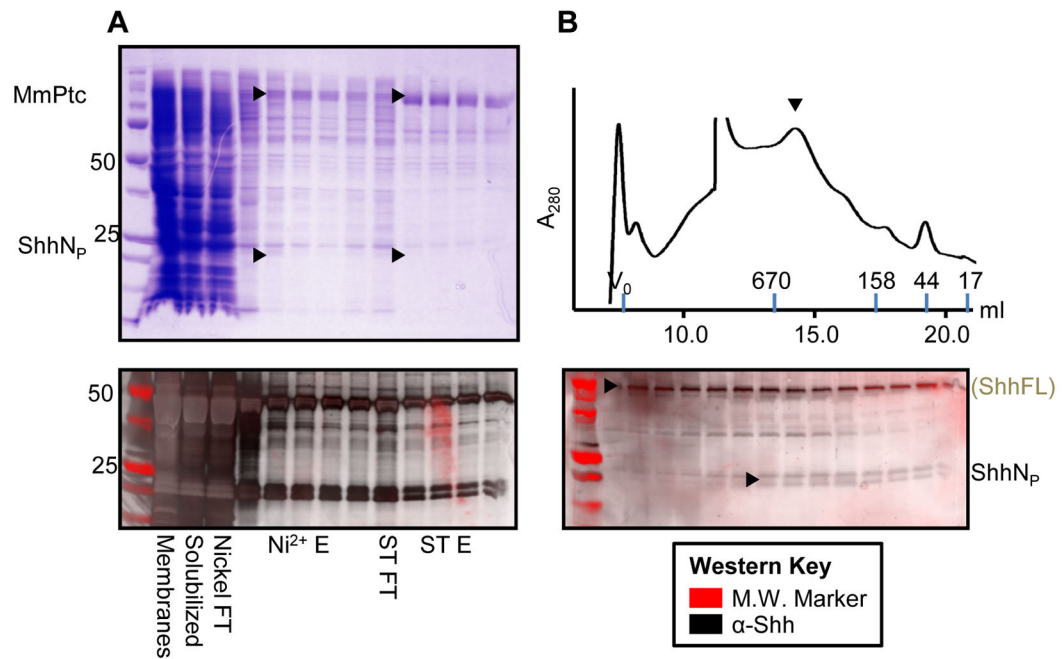 A
B
MmPtc
50
25
ShhNP
A280
V0
670
158
44
17
ml
10.0
15.0
20.0
50
25
(ShhFL)
ShhNP
Membranes
Solubilized
Nickel FT
Ni2+ E
ST FT
ST E
Western Key
M.W. Marker
α-Shh